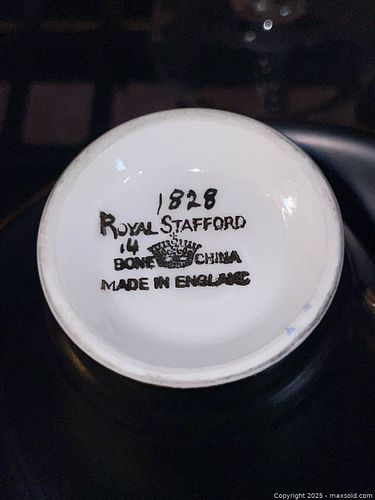 1828
ROYAL STAFFORD
14
BONE CHINA
MADE IN ENGLAND
Copyright 2025 - maxsold.com